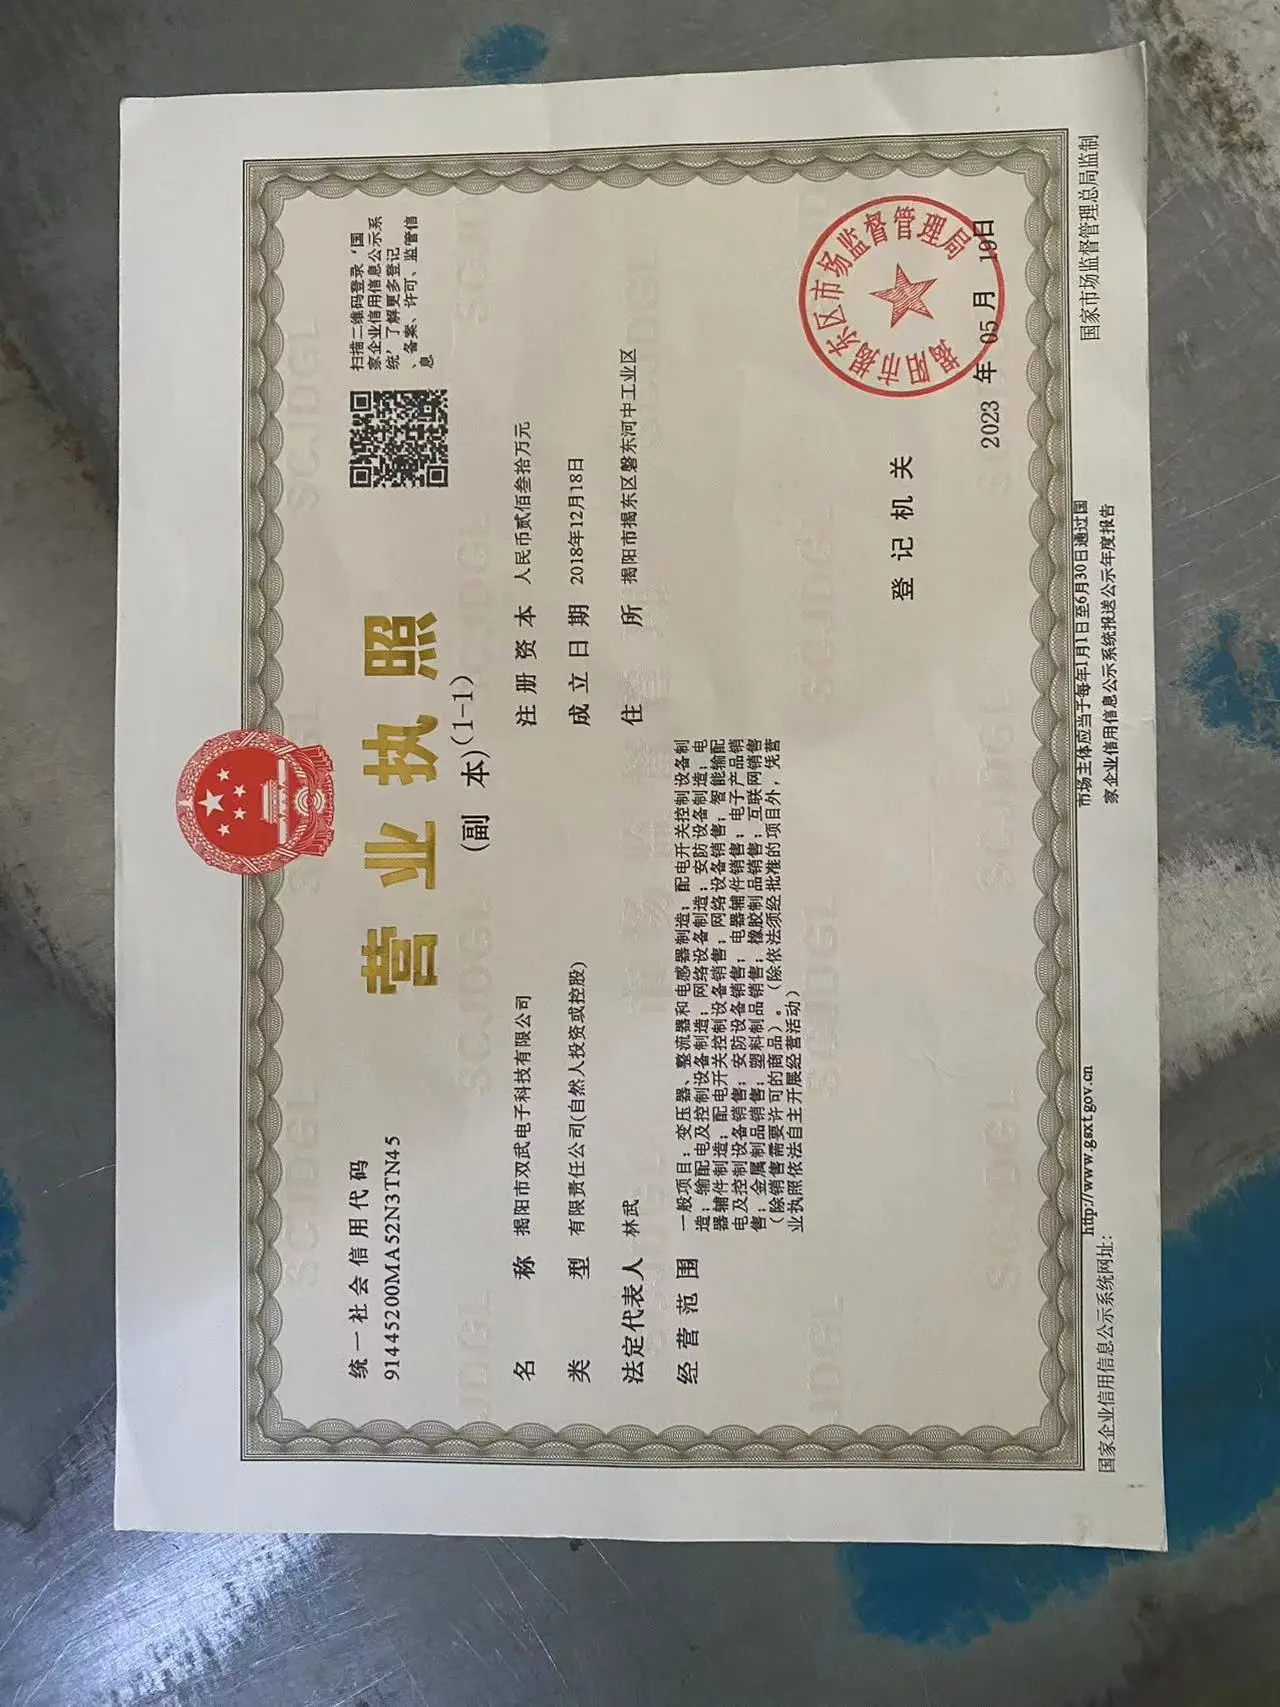 统一社会信用代码
91445200MA52N3TN45
营业执照
(副 本)(1-1)
扫描二维码登录‘国
家企业信用信息公示系
统’了解更多登记
、备案、许可、监管信
息
名 称 揭阳市双武电子科技有限公司
类 型 有限责任公司(自然人投资或控股)
法定代表人 林武
经 营 范 围 一般项目：变压器、整流器和电感器制造；配电开关控制设备制
造；输配电及控制设备制造；网络设备制造；安防设备制造；电
器辅件制造；配电开关控制设备销售；网络设备销售；智能输配
电及控制设备销售；安防设备销售；电器辅件销售；电子产品销
售；金属制品销售；塑料制品销售；橡胶制品销售；互联网销售
（除销售需要许可的商品）。（除依法须经批准的项目外，凭营
业执照依法自主开展经营活动）
注 册 资 本 人民币贰佰叁拾万元
成 立 日 期 2018年12月18日
住 所 揭阳市揭东区磐东河中工业区
登 记 机 关
揭阳市揭东区市场监督管理局
2023 年 05 月 19日
国家企业信用信息公示系统网址：
http://www.gsxt.gov.cn
市场主体应当于每年1月1日至6月30日通过国
家企业信用信息公示系统报送公示年度报告
国家市场监督管理总局监制